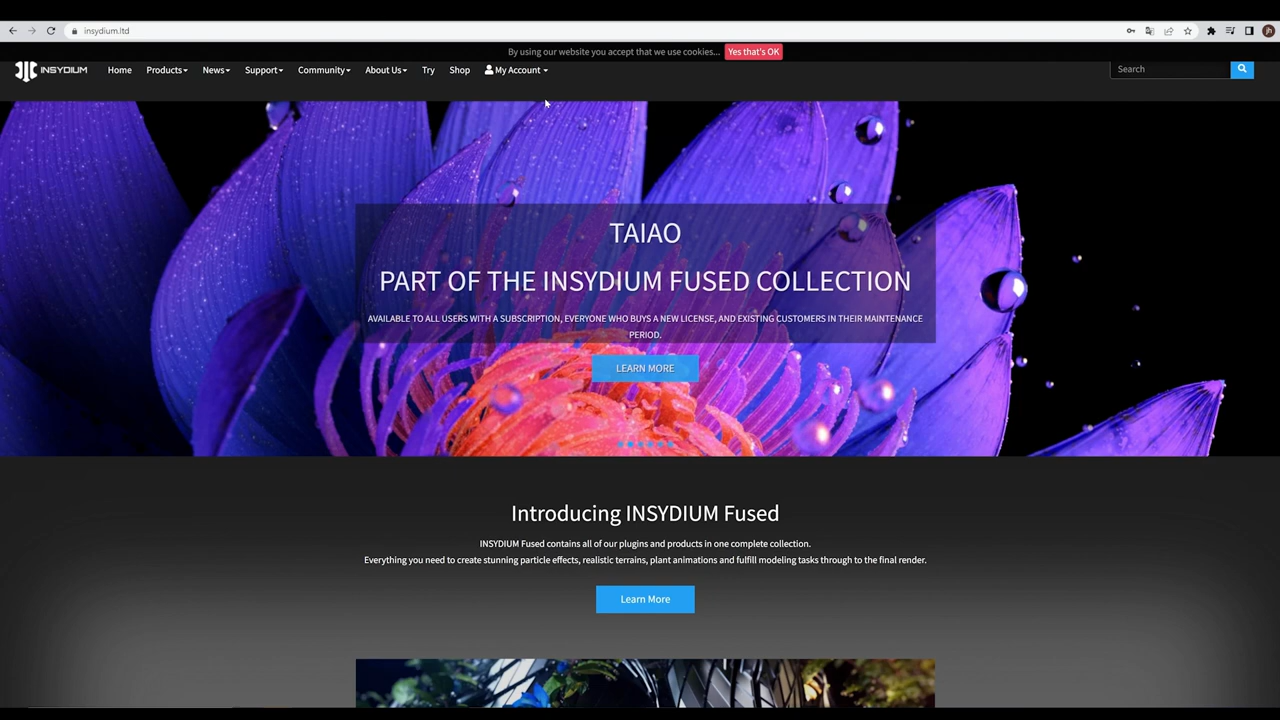 insydium.ltd
By using our website you accept that we use cookies... Yes that's OK
INSYDIUM Home Products News Support Community About Us Try Shop My Account Search
TAIAO
PART OF THE INSYDIUM FUSED COLLECTION
AVAILABLE TO ALL USERS WITH A SUBSCRIPTION, EVERYONE WHO BUYS A NEW LICENSE, AND EXISTING CUSTOMERS IN THEIR MAINTENANCE
PERIOD.
LEARN MORE
Introducing INSYDIUM Fused
INSYDIUM Fused contains all of our plugins and products in one complete collection.
Everything you need to create stunning particle effects, realistic terrains, plant animations and fulfill modeling tasks through to the final render.
Learn More